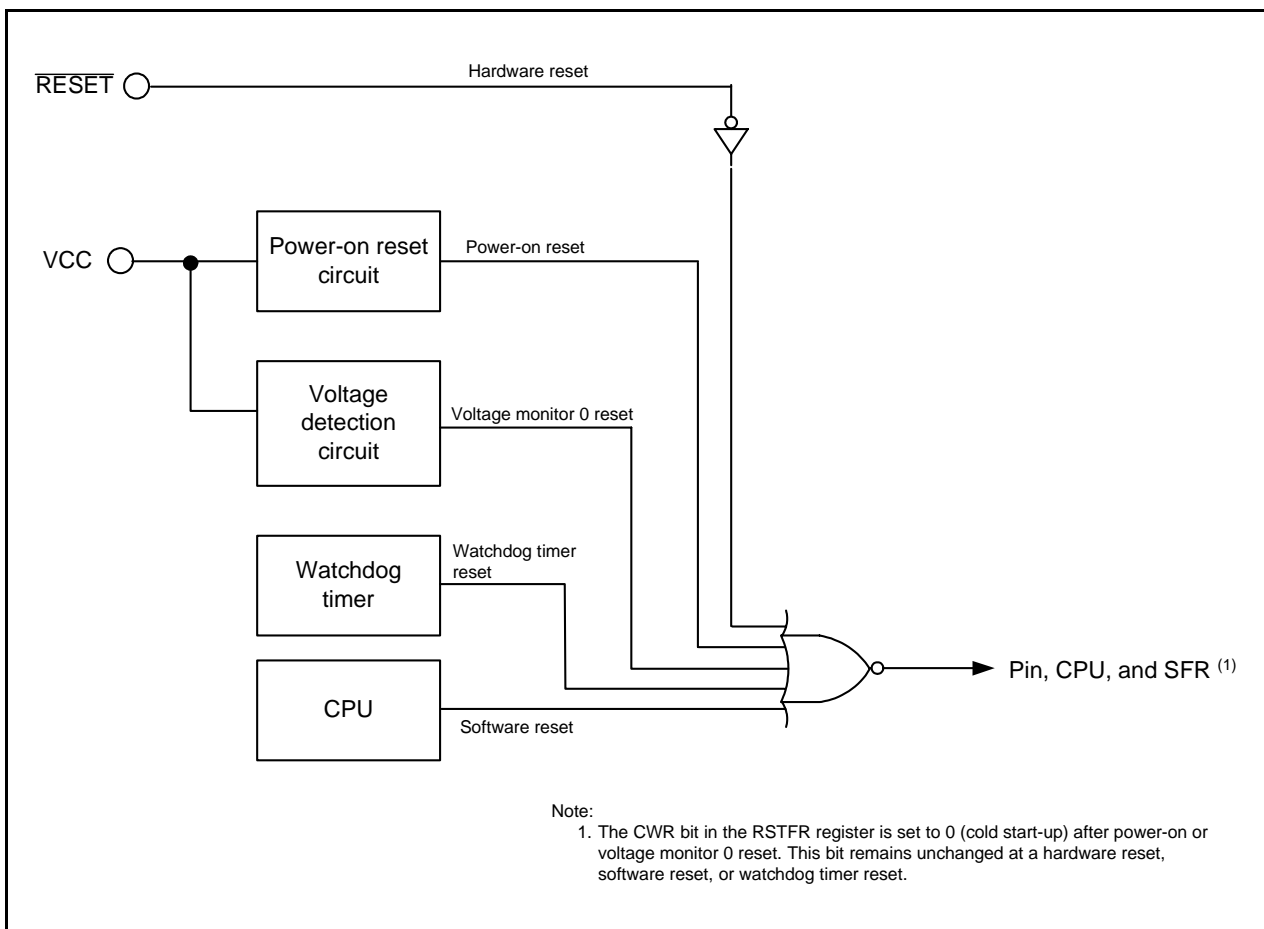 Hardware reset
RESET
Power-on reset
circuit
Power-on reset
VCC
Voltage
detection
circuit
Voltage monitor 0 reset
Watchdog
timer
Watchdog timer
reset
CPU
Software reset
Pin, CPU, and SFR (1)
Note:
1. The CWR bit in the RSTFR register is set to 0 (cold start-up) after power-on or
voltage monitor 0 reset. This bit remains unchanged at a hardware reset,
software reset, or watchdog timer reset.